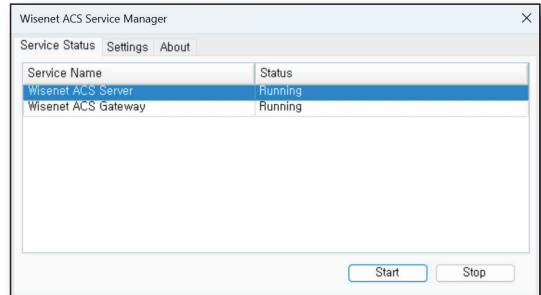 Wisenet ACS Service Manager
Service Status Settings About
Service Name Status
Wisenet ACS Server Running
Wisenet ACS Gateway Running
Start Stop